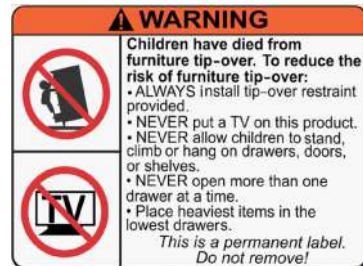 WARNING
Children have died from
furniture tip-over. To reduce the
risk of furniture tip-over:
• ALWAYS install tip-over restraint
provided.
• NEVER put a TV on this product.
• NEVER allow children to stand,
climb or hang on drawers, doors,
or shelves.
• NEVER open more than one
drawer at a time.
• Place heaviest items in the
lowest drawers.
This is a permanent label.
Do not remove!
TV